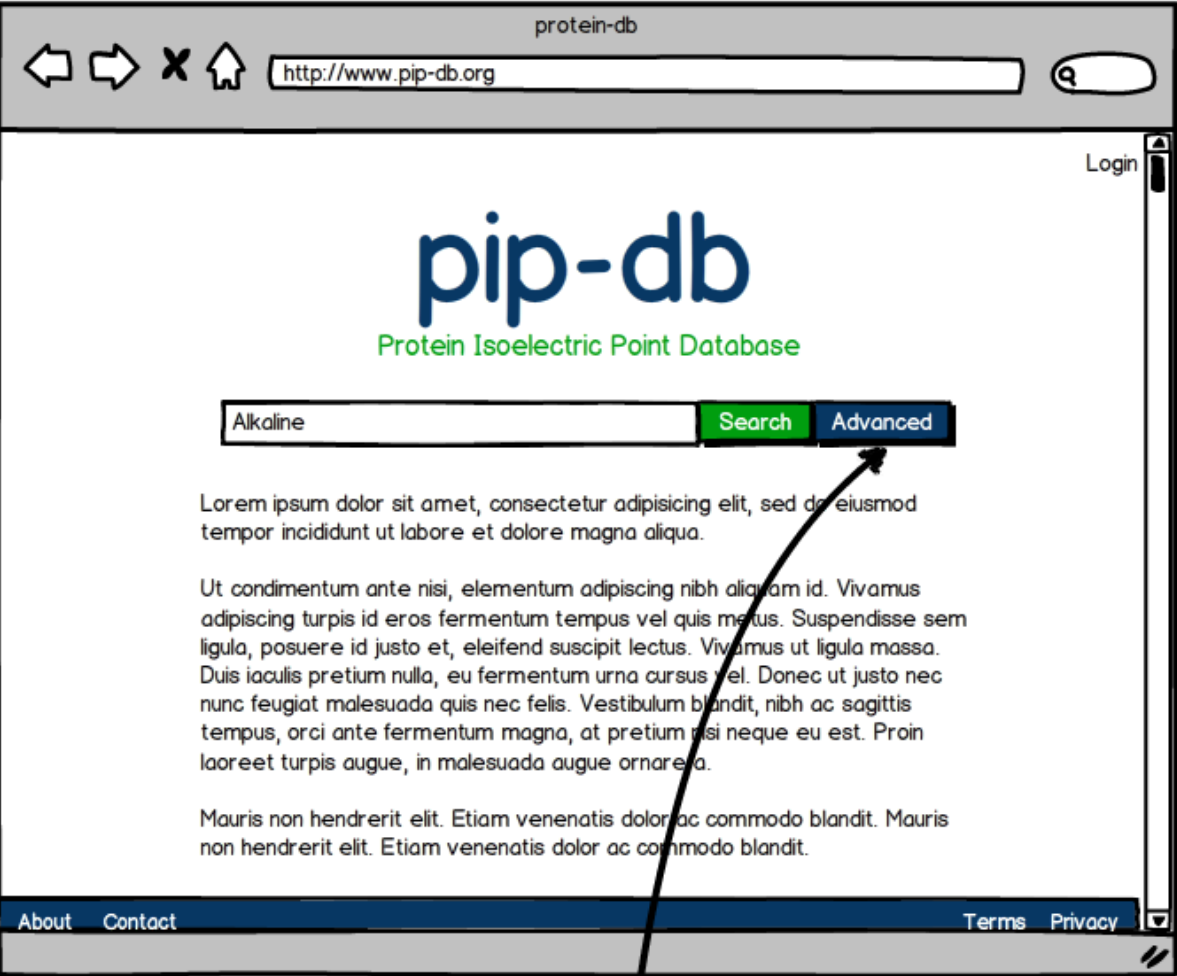 protein-db
http://www.pip-db.org
Login
pip-db
Protein Isoelectric Point Database
Alkaline Search Advanced
Lorem ipsum dolor sit amet, consectetur adipisicing elit, sed do eiusmod
tempor incididunt ut labore et dolore magna aliqua.
Ut condimentum ante nisi, elementum adipiscing nibh aliquam id. Vivamus
adipiscing turpis id eros fermentum tempus vel quis metus. Suspendisse sem
ligula, posuere id justo et, eleifend suscipit lectus. Vivamus ut ligula massa.
Duis iaculis pretium nulla, eu fermentum urna cursus vel. Donec ut justo nec
nunc feugiat malesuada quis nec felis. Vestibulum blandit, nibh ac sagittis
tempus, orci ante fermentum magna, at pretium nisi neque eu est. Proin
laoreet turpis augue, in malesuada augue
Mauris non hendrerit elit. Etiam venenatis dolor ac commodo blandit. Mauris
non hendrerit elit. Etiam venenatis dolor ac commodo blandit.
About Contact Terms Privacy